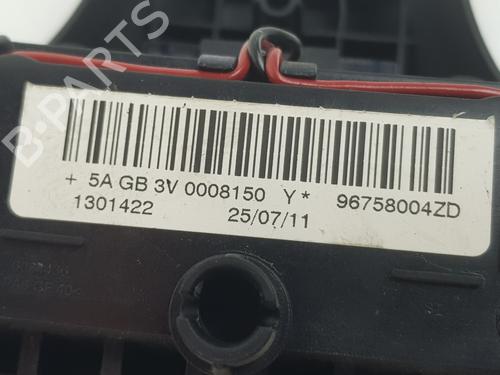 B-PARTS
+ 5A GB 3V 0008150 Y* 96758004ZD
1301422 25/07/11